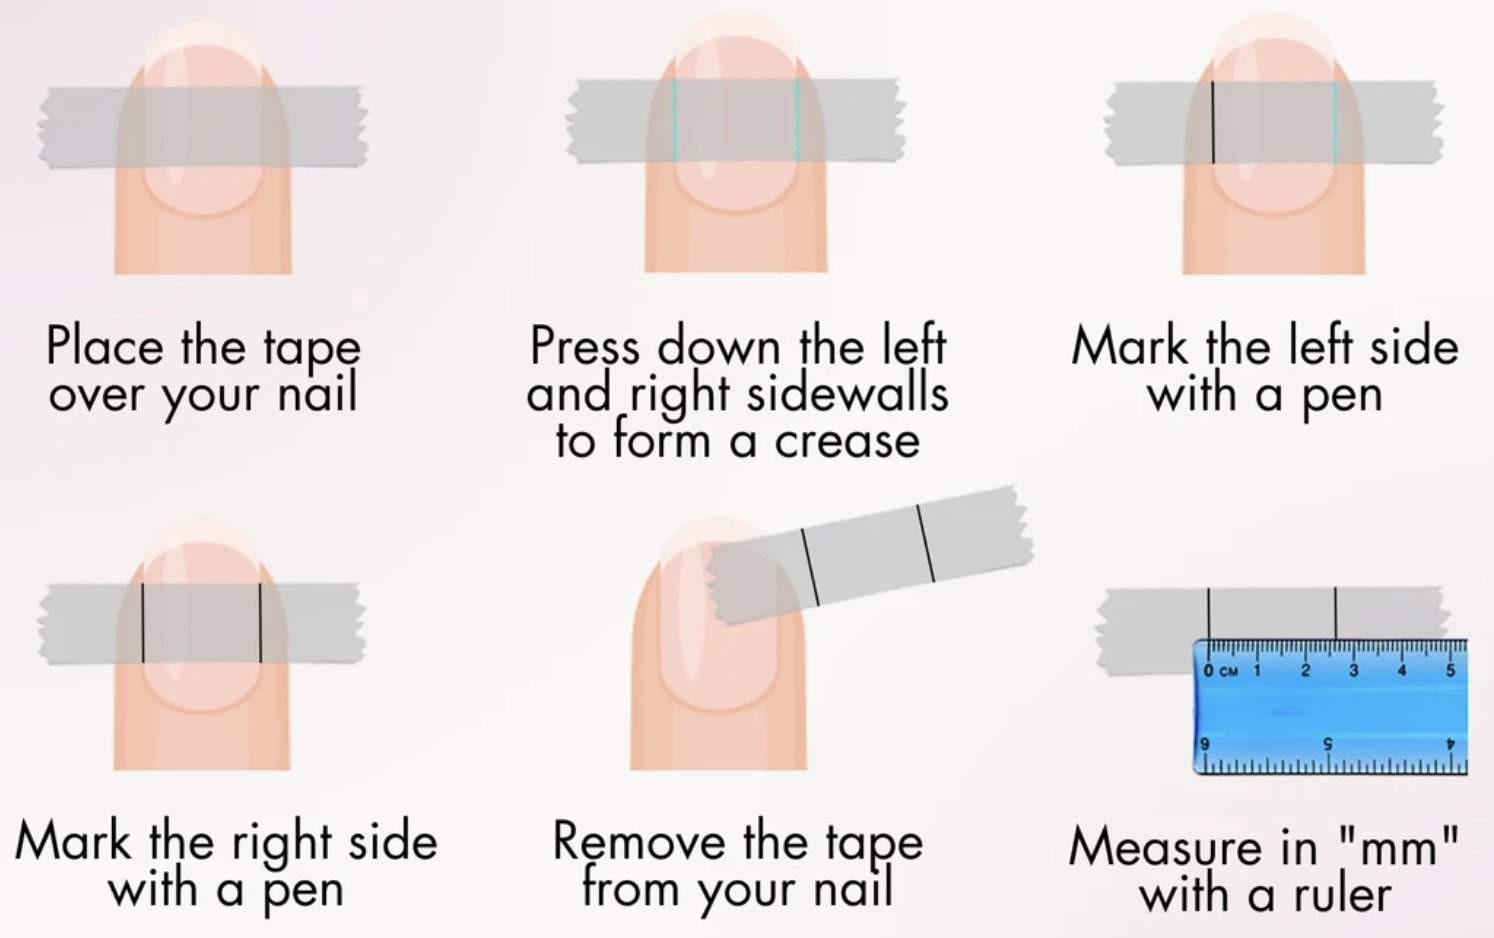 Place the tape
over your nail
Press down the left
and right sidewalls
to form a crease
Mark the left side
with a pen
Mark the right side
with a pen
Remove the tape
from your nail
0 CM 1 2 3 4 5
6 5 4
Measure in "mm"
with a ruler